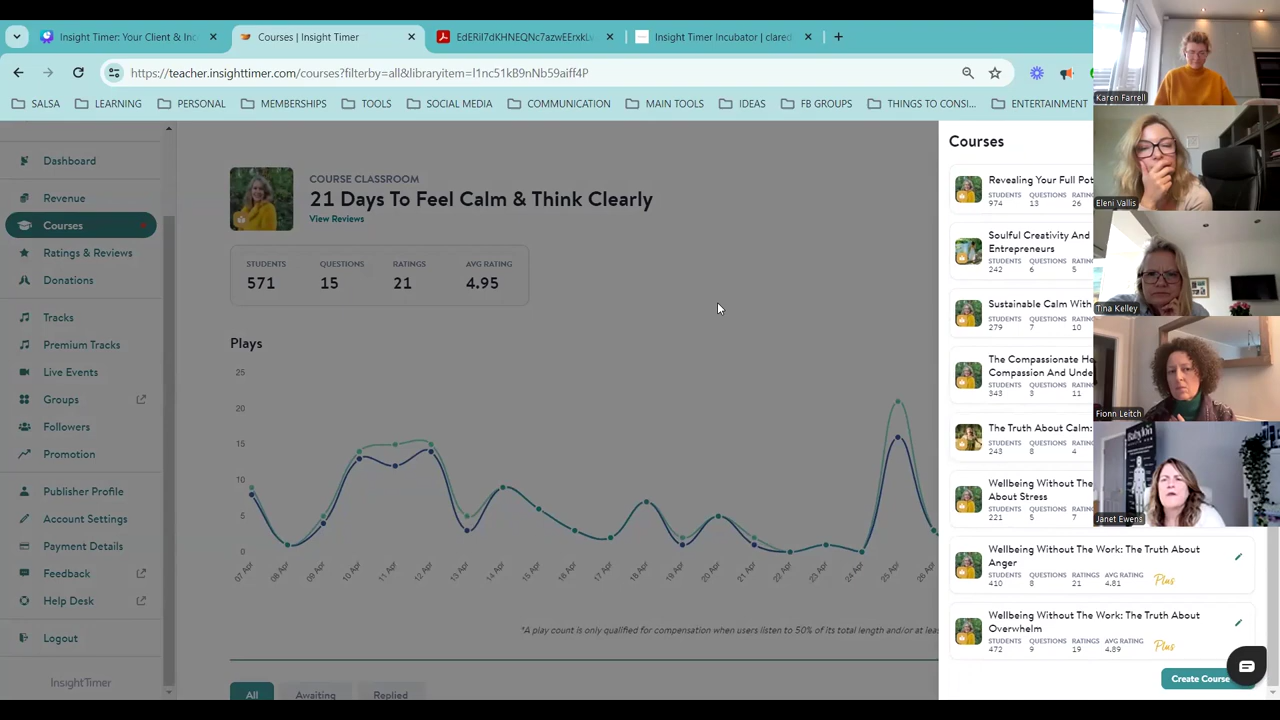 Insight Timer: Your Client & Inc
Courses | Insight Timer
EdERil7dKHNEQNc7azwEErxkL
Insight Timer Incubator | clared
https://teacher.insighttimer.com/courses?filterby=all&libraryitem=l1nc51kB9nNb59aiff4P
SALSA
LEARNING
PERSONAL
MEMBERSHIPS
TOOLS
SOCIAL MEDIA
COMMUNICATION
MAIN TOOLS
IDEAS
FB GROUPS
THINGS TO CONSI...
ENTERTAINMENT
Dashboard
Revenue
Courses
Ratings & Reviews
Donations
Tracks
Premium Tracks
Live Events
Groups
Followers
Promotion
Publisher Profile
Account Settings
Payment Details
Feedback
Help Desk
Logout
InsightTimer
COURSE CLASSROOM
21 Days To Feel Calm & Think Clearly
View Reviews
STUDENTS QUESTIONS RATINGS AVG RATING
571 15 21 4.95
Plays
25
20
15
10
5
0
07 Apr 08 Apr 09 Apr 10 Apr 11 Apr 12 Apr 13 Apr 14 Apr 15 Apr 16 Apr 17 Apr 18 Apr 19 Apr 20 Apr 21 Apr 22 Apr 23 Apr 24 Apr 25 Apr 26 Apr
*A play count is only qualified for compensation when users listen to 50% of its total length and/or at leas
All
Awaiting
Replied
Courses
Revealing Your Full Pot
STUDENTS QUESTIONS RATING
974 13 26
Soulful Creativity And
Entrepreneurs
STUDENTS QUESTIONS RATING
242 6 5
Sustainable Calm With
STUDENTS QUESTIONS RATING
279 7 10
The Compassionate He
Compassion And Unde
STUDENTS QUESTIONS RATING
343 3 11
The Truth About Calm:
STUDENTS QUESTIONS RATING
243 8 4
Wellbeing Without The
About Stress
STUDENTS QUESTIONS RATING
221 5 7
Wellbeing Without The Work: The Truth About
Anger
STUDENTS QUESTIONS RATINGS AVG RATING
410 8 21 4.81
Plus
Wellbeing Without The Work: The Truth About
Overwhelm
STUDENTS QUESTIONS RATINGS AVG RATING
472 9 19 4.89
Plus
Create Course
Karen Farrell
Eleni Vallis
Tina Kelley
Fionn Leitch
Janet Ewens